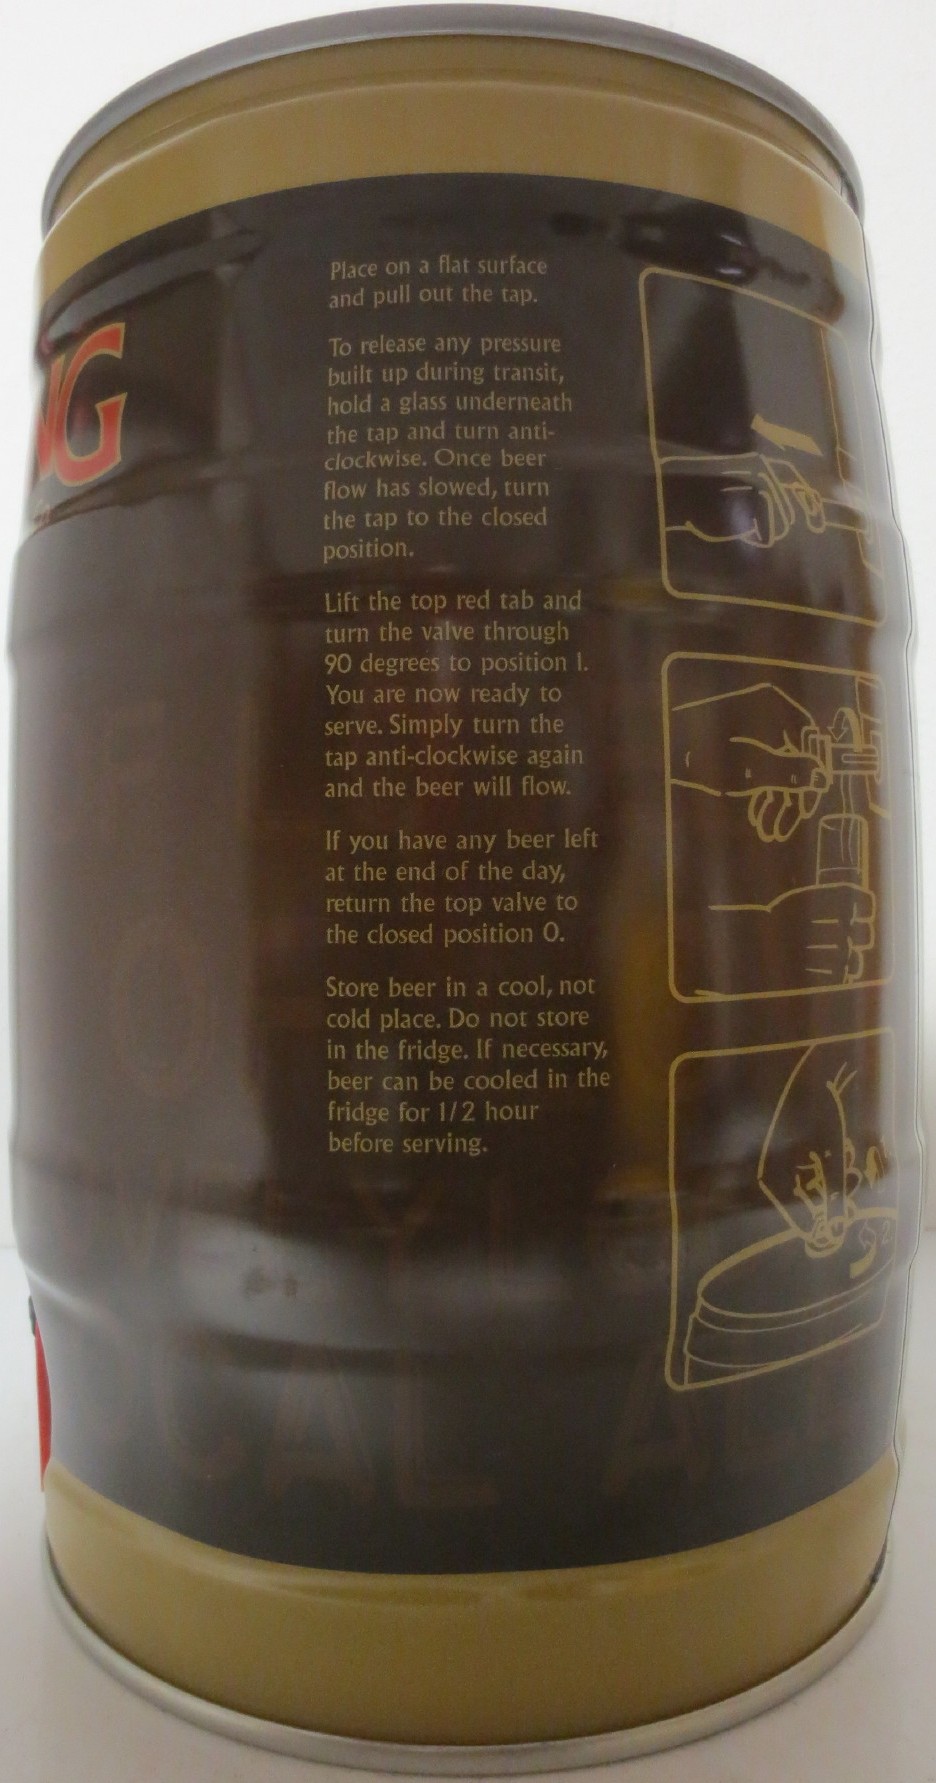 NG
Place on a flat surface
and pull out the tap.
To release any pressure
built up during transit,
hold a glass underneath
the tap and turn anti-
clockwise. Once beer
flow has slowed, turn
the tap to the closed
position.
Lift the top red tab and
turn the valve through
90 degrees to position I.
You are now ready to
serve. Simply turn the
tap anti-clockwise again
and the beer will flow.
If you have any beer left
at the end of the day,
return the top valve to
the closed position O.
Store beer in a cool, not
cold place. Do not store
in the fridge. If necessary,
beer can be cooled in the
fridge for 1/2 hour
before serving.